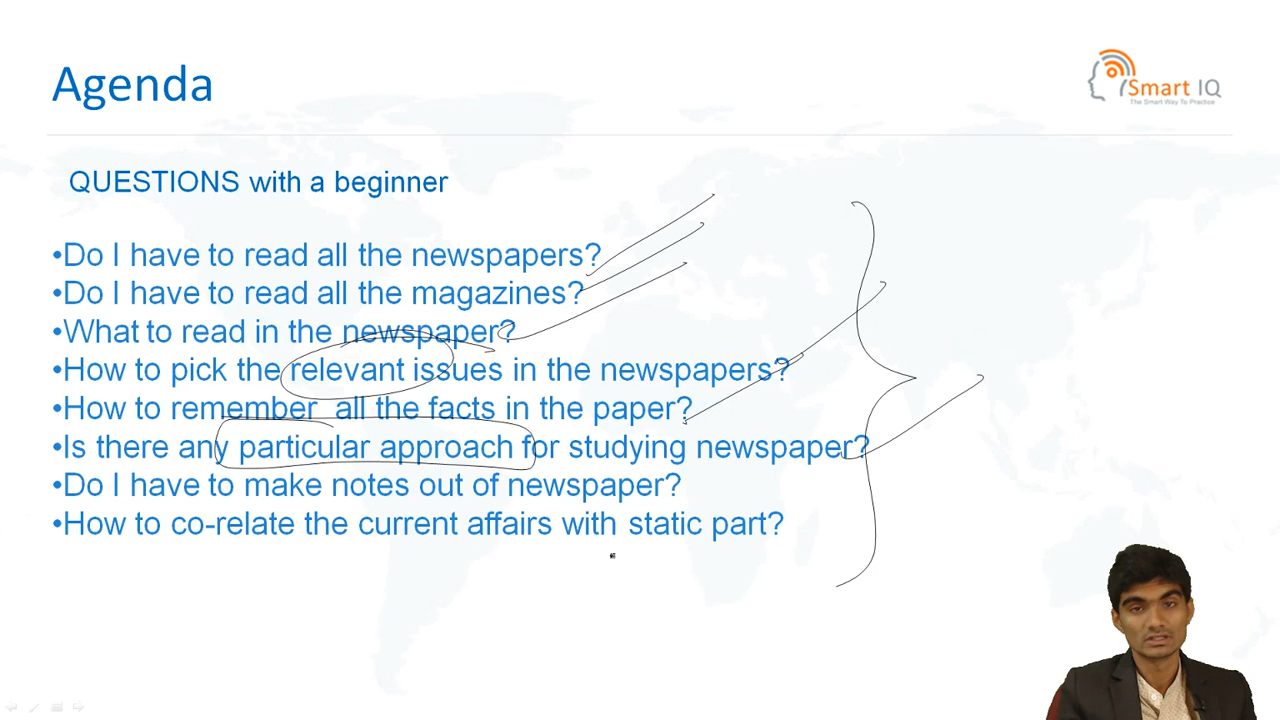 Agenda
Smart IQ
The Smart Way To Practice
QUESTIONS with a beginner
•Do I have to read all the newspapers?
•Do I have to read all the magazines?
•What to read in the newspaper?
•How to pick the relevant issues in the newspapers?
•How to remember all the facts in the paper?
•Is there any particular approach for studying newspaper?
•Do I have to make notes out of newspaper?
•How to co-relate the current affairs with static part?